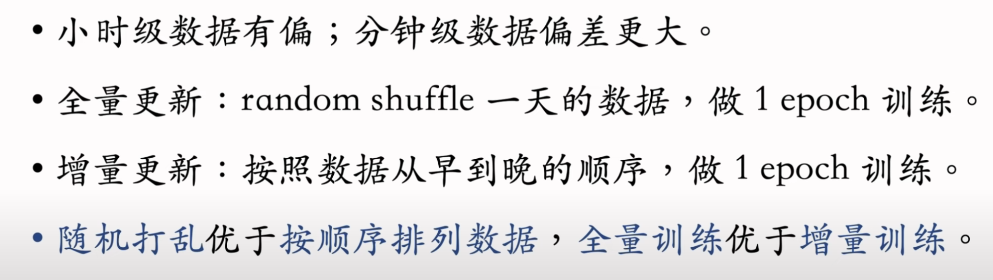 • 小时级数据有偏；分钟级数据偏差更大。
• 全量更新：random shuffle 一天的数据，做 1 epoch 训练。
• 增量更新：按照数据从早到晚的顺序，做 1 epoch 训练。
• 随机打乱优于按顺序排列数据，全量训练优于增量训练。